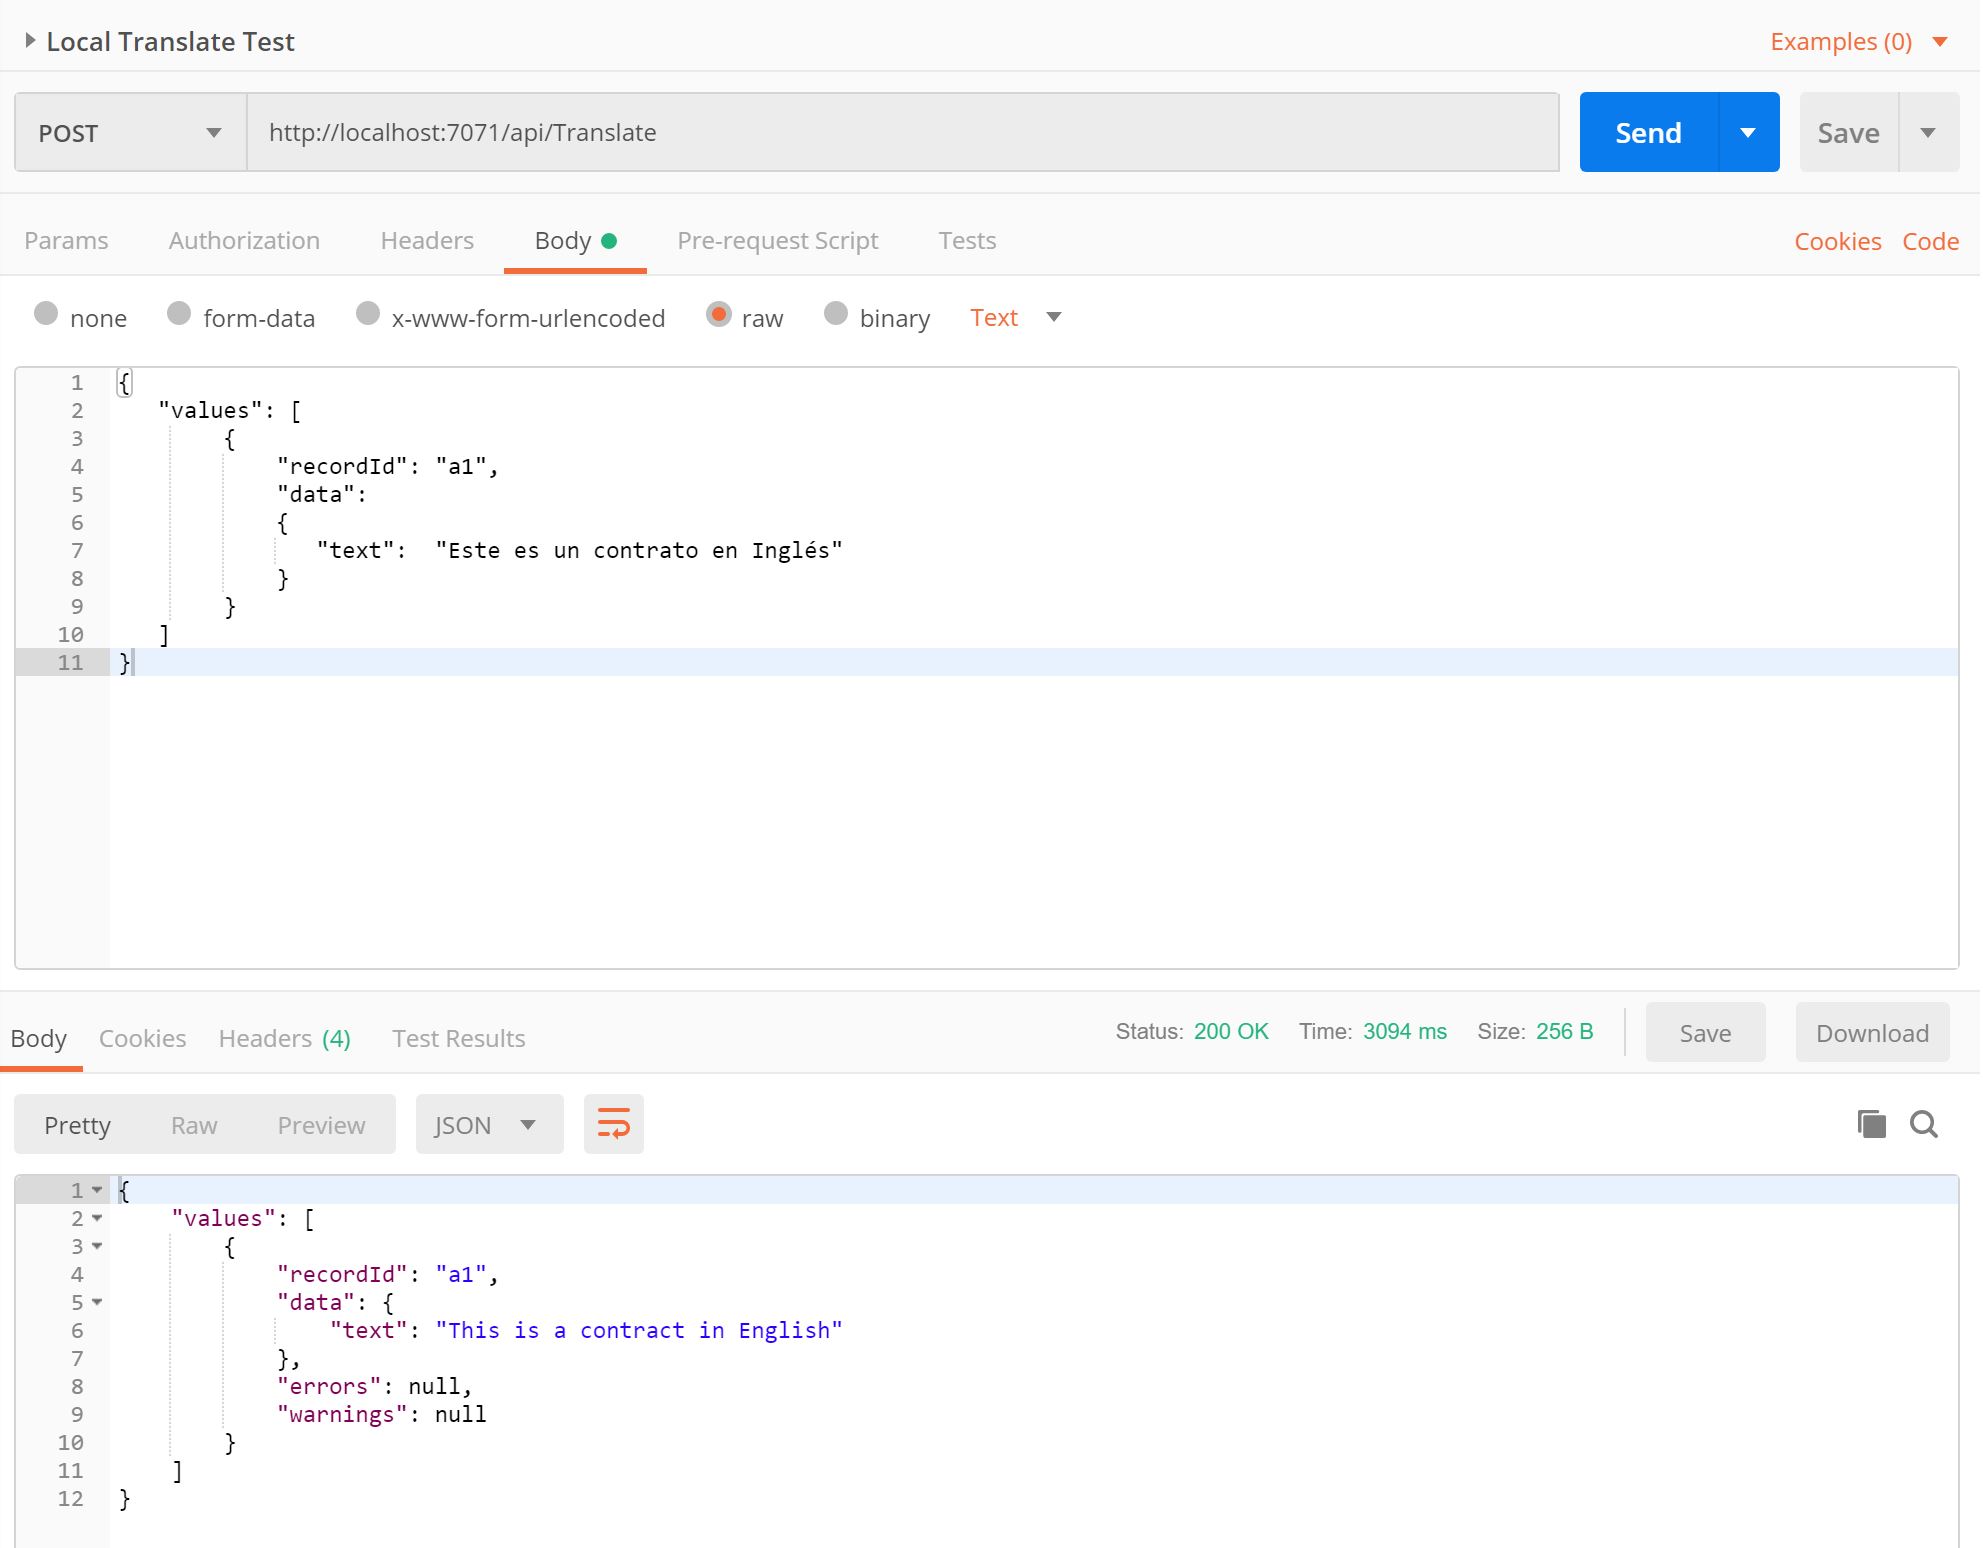 Local Translate Test
Examples (0)
POST
http://localhost:7071/api/Translate
Send
Save
Params Authorization Headers Body Pre-request Script Tests
Cookies Code
none form-data x-www-form-urlencoded raw binary Text
1 {
2 "values": [
3 {
4 "recordId": "a1",
5 "data":
6 {
7 "text": "Este es un contrato en Inglés"
8 }
9 }
10 ]
11 }
Body Cookies Headers (4) Test Results
Status: 200 OK Time: 3094 ms Size: 256 B
Save
Download
Pretty Raw Preview
JSON
1 {
2 "values": [
3 {
4 "recordId": "a1",
5 "data": {
6 "text": "This is a contract in English"
7 },
8 "errors": null,
9 "warnings": null
10 }
11 ]
12 }